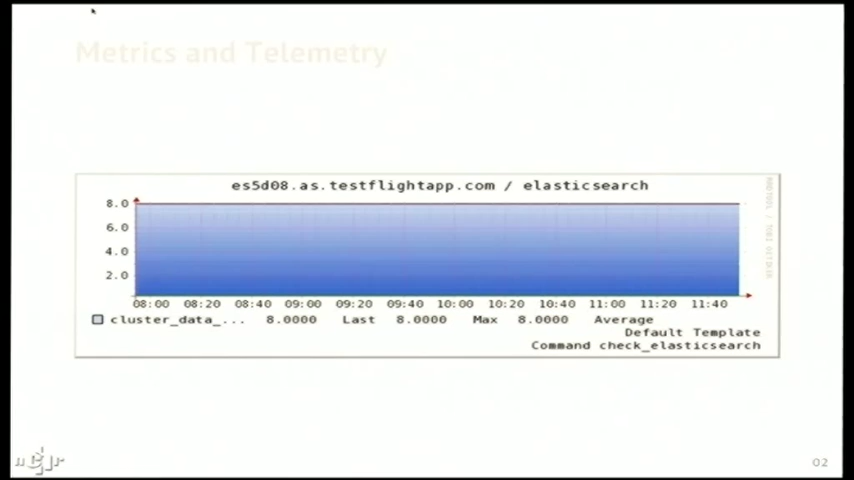 Metrics and Telemetry
es5d08.as.testflightapp.com / elasticsearch
8.0
6.0
4.0
2.0
08:00 08:20 08:40 09:00 09:20 09:40 10:00 10:20 10:40 11:00 11:20 11:40
cluster_data_... 8.0000 Last 8.0000 Max 8.0000 Average
Default Template
Command check_elasticsearch
02